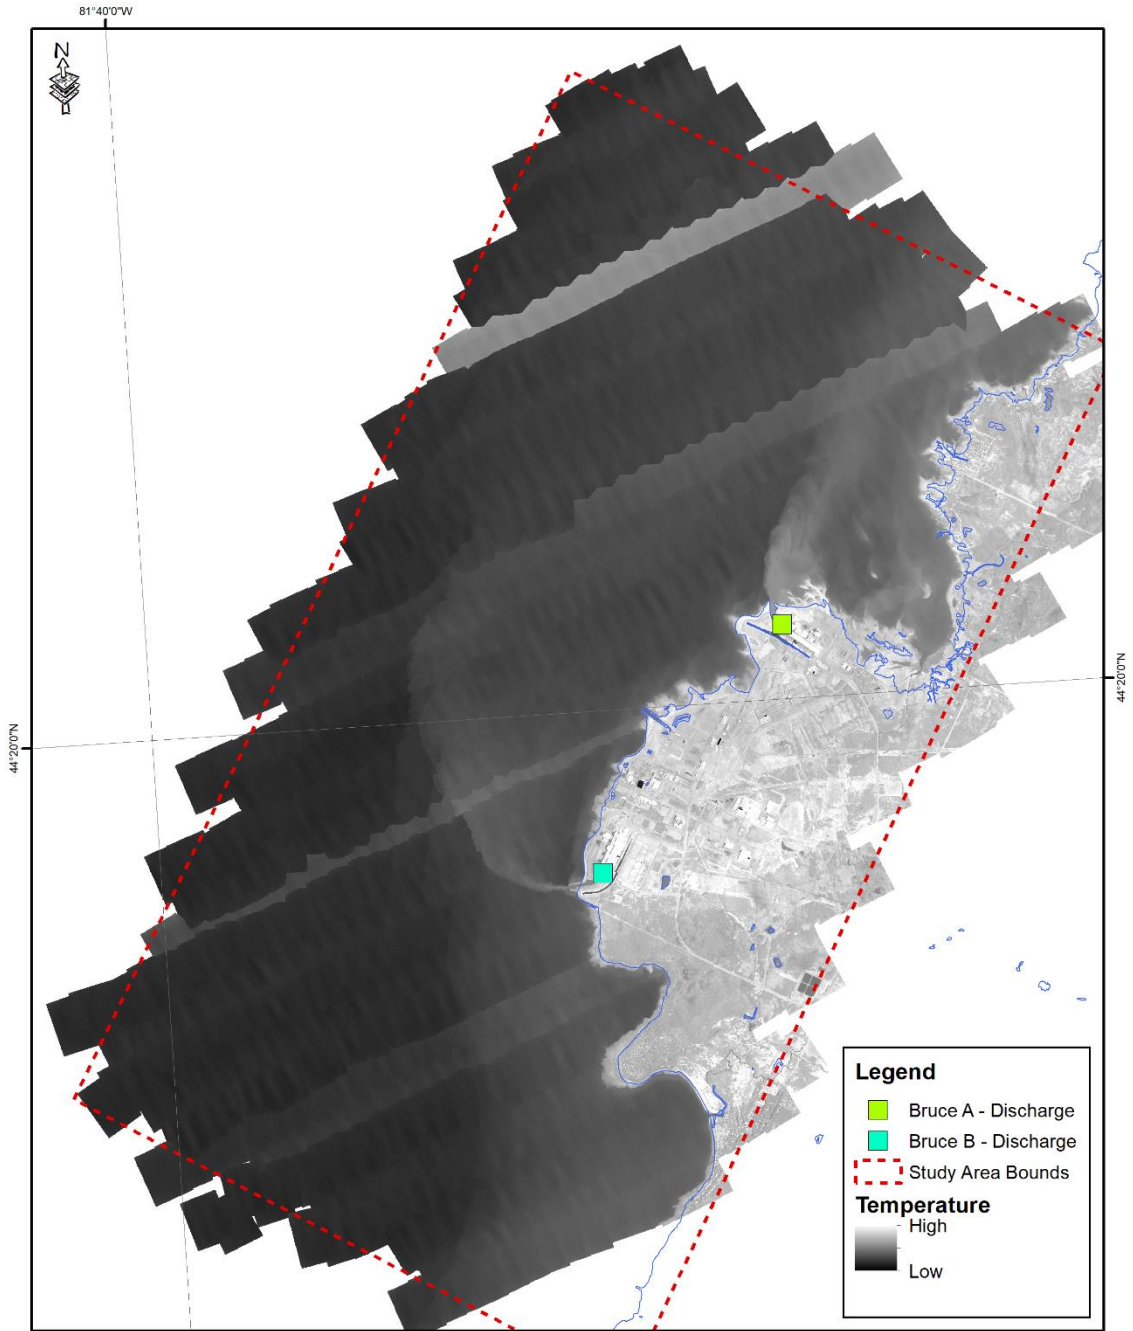 81°40'0"W
N
44°20'0"N
44°20'0"N
Legend
Bruce A - Discharge
Bruce B - Discharge
Study Area Bounds
Temperature
High
Low